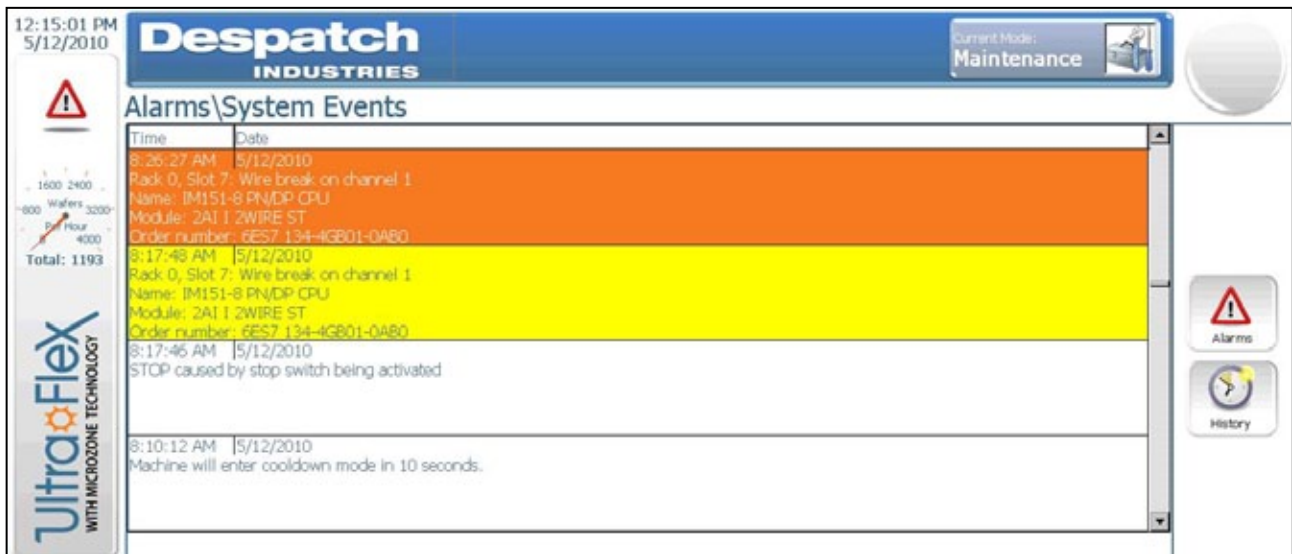 12:15:01 PM
5/12/2010
Despatch
INDUSTRIES
Current Mode:
Maintenance
Alarms\System Events
Time Date
8:26:27 AM 5/12/2010
Rack 0, Slot 7: Wire break on channel 1
Name: IM151-8 PN/DP CPU
Module: 2AI I 2WIRE ST
Order number: 6ES7 134-4GB01-0AB0
8:17:48 AM 5/12/2010
Rack 0, Slot 7: Wire break on channel 1
Name: IM151-8 PN/DP CPU
Module: 2AI I 2WIRE ST
Order number: 6ES7 134-4GB01-0AB0
8:17:46 AM 5/12/2010
STOP caused by stop switch being activated
8:10:12 AM 5/12/2010
Machine will enter cooldown mode in 10 seconds.
1600 2400
800 Wafers 3200
Per Hour
0 4000
Total: 1193
UltraFlex
WITH MICROZONE TECHNOLOGY
Alarms
History